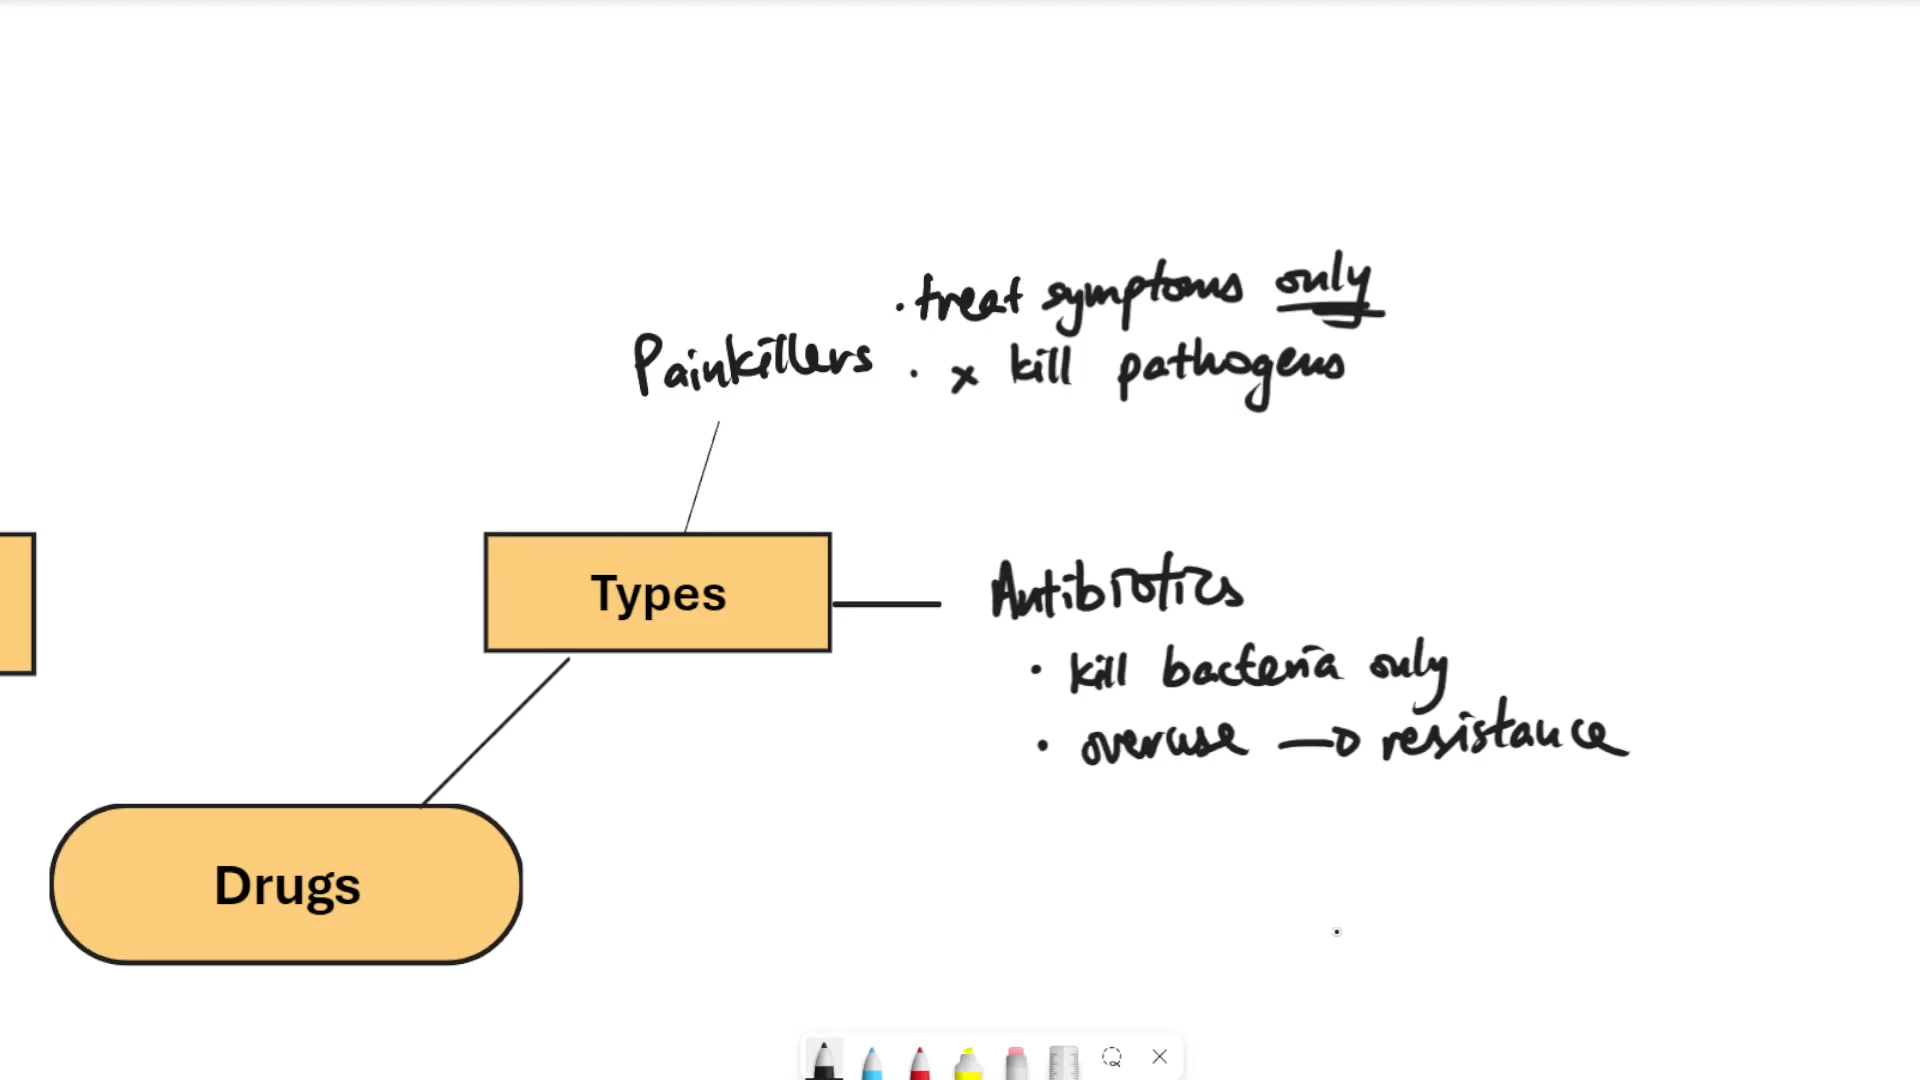 · treat symptoms only
Painkillers
· x kill pathogens
Types
Antibiotics
· kill bacteria only
· overuse → resistance
Drugs